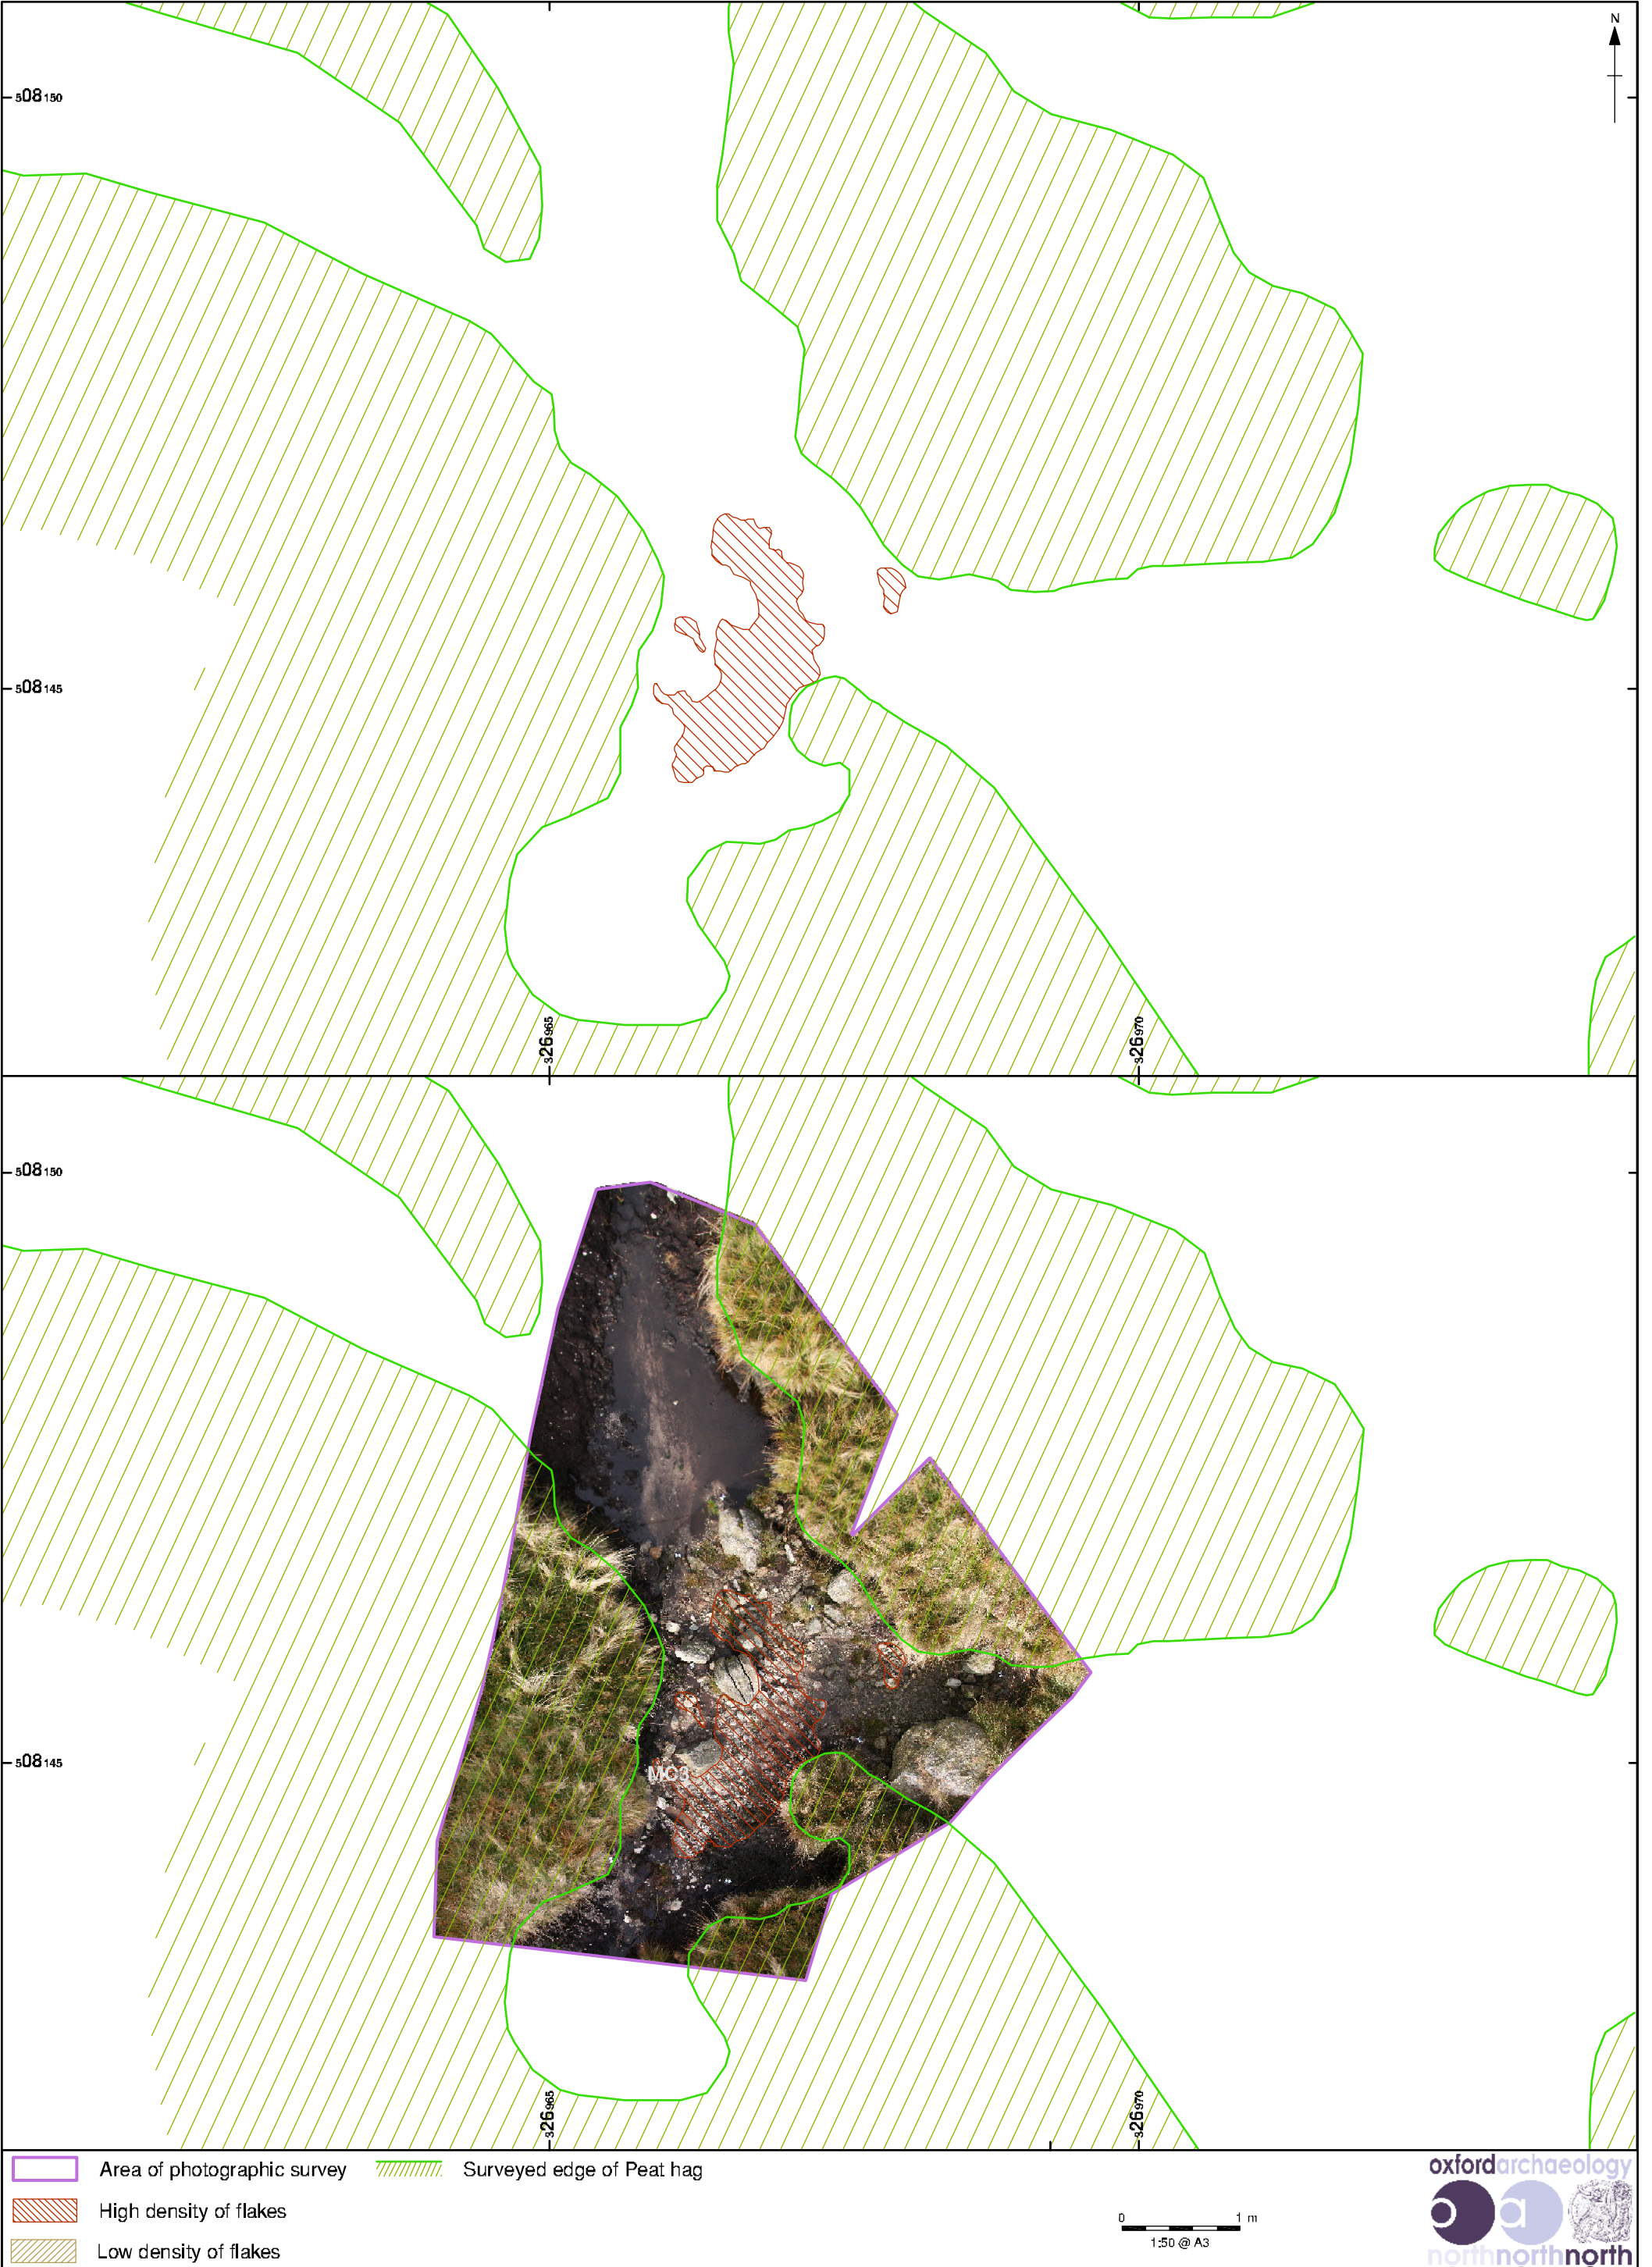 N
508150
508145
326965
326970
508150
MC3
508145
326965
326970
Area of photographic survey
Surveyed edge of Peat hag
High density of flakes
Low density of flakes
0 1 m
1:50 @ A3
oxfordarchaeology
oa
northnorthnorth